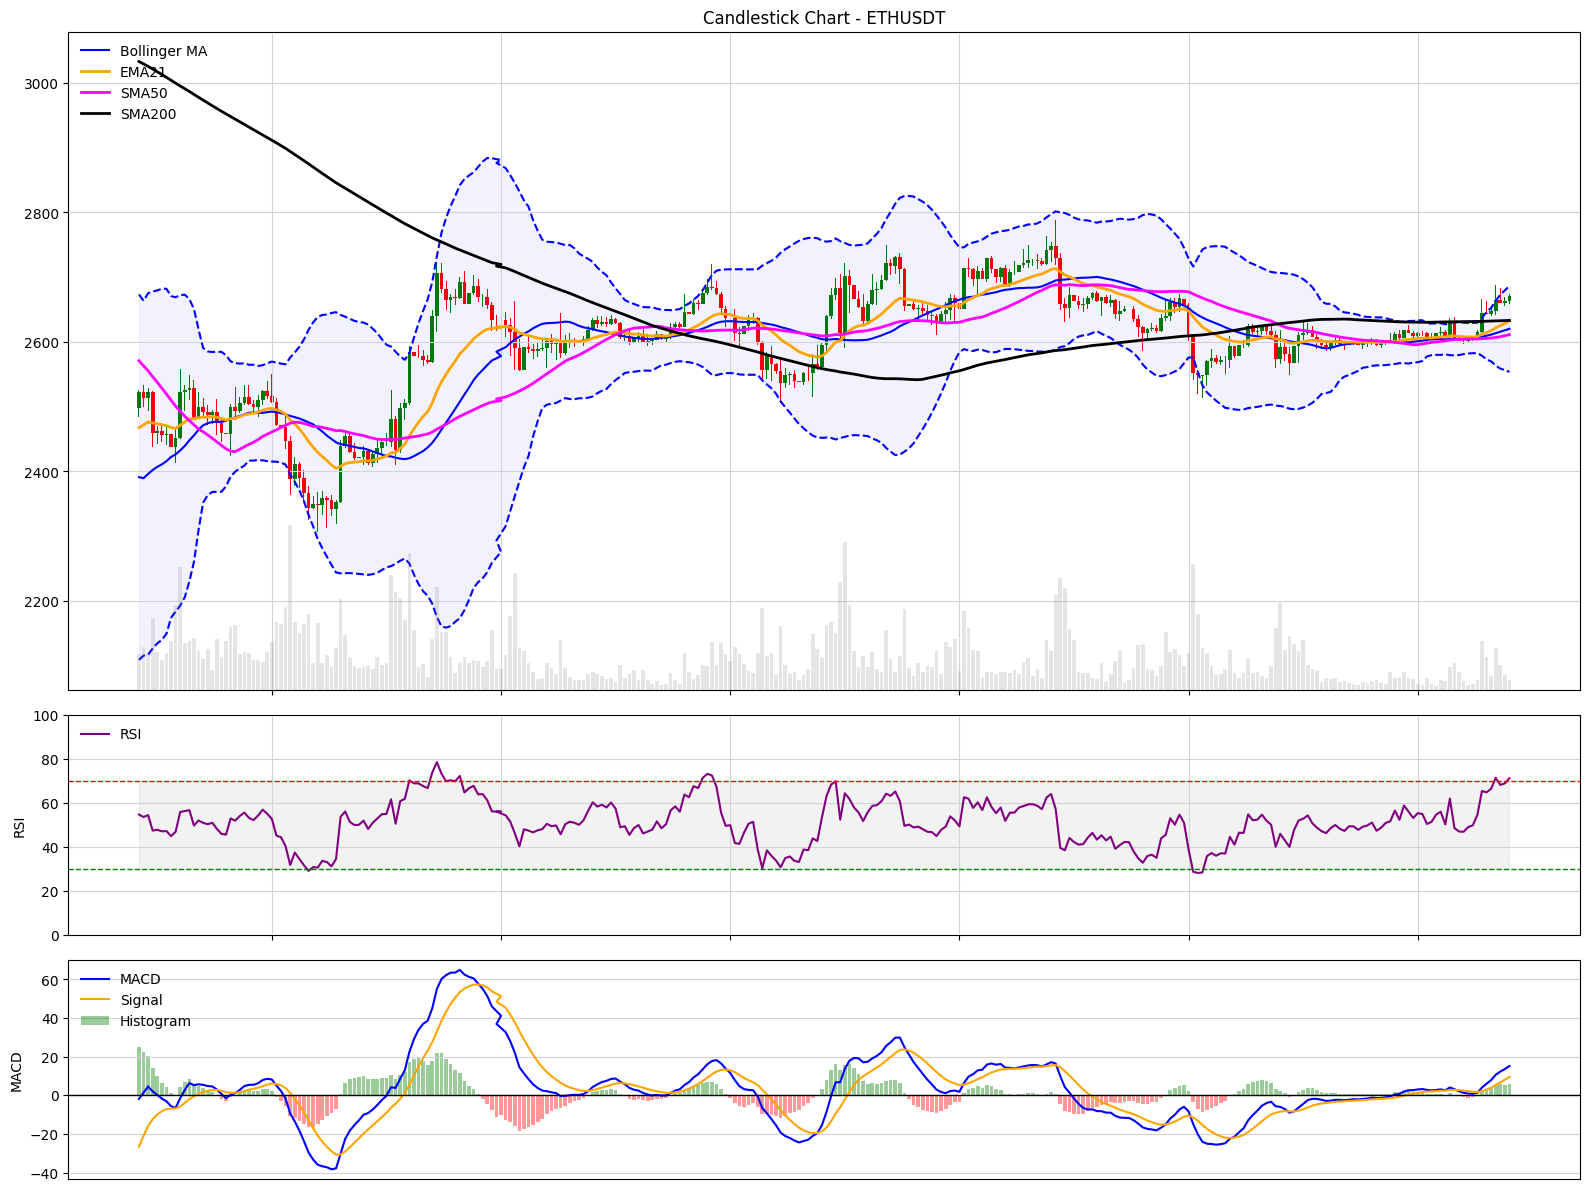 Candlestick Chart - ETHUSDT
Bollinger MA
EMA21
SMA50
SMA200
3000
2800
2600
2400
2200
RSI
RSI
100
80
60
40
20
0
MACD
Signal
Histogram
MACD
60
40
20
0
−20
−40